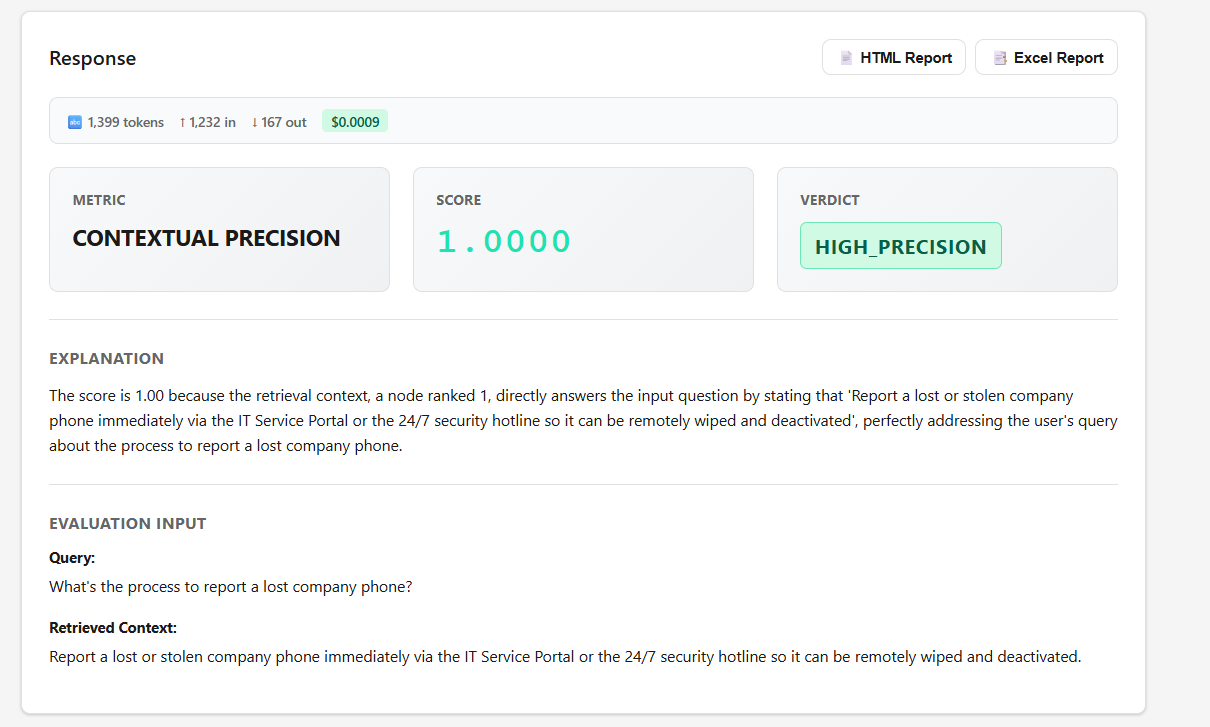 Response
HTML Report
Excel Report
abc 1,399 tokens ↑ 1,232 in ↓ 167 out $0.0009
METRIC
CONTEXTUAL PRECISION
SCORE
1.0000
VERDICT
HIGH_PRECISION
EXPLANATION
The score is 1.00 because the retrieval context, a node ranked 1, directly answers the input question by stating that 'Report a lost or stolen company
phone immediately via the IT Service Portal or the 24/7 security hotline so it can be remotely wiped and deactivated', perfectly addressing the user's query
about the process to report a lost company phone.
EVALUATION INPUT
Query:
What's the process to report a lost company phone?
Retrieved Context:
Report a lost or stolen company phone immediately via the IT Service Portal or the 24/7 security hotline so it can be remotely wiped and deactivated.